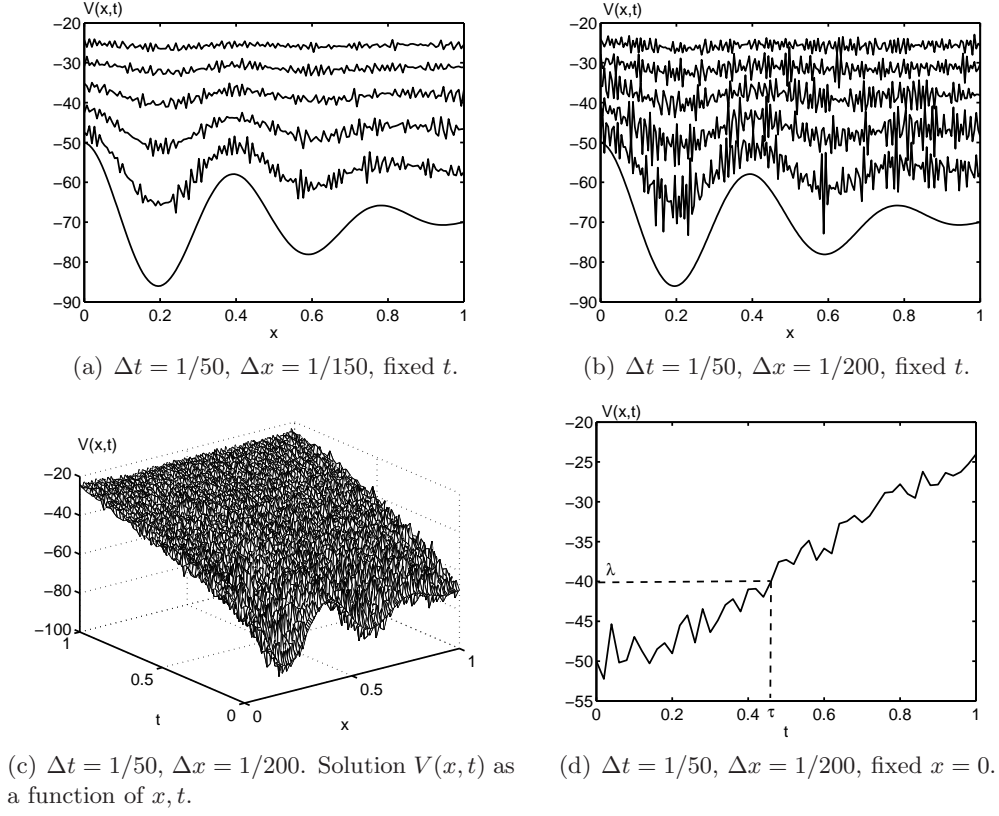 V(x,t)
−20
−30
−40
−50
−60
−70
−80
−90
0 0.2 0.4 0.6 0.8 1
x
(a) Δt = 1/50, Δx = 1/150, fixed t.
V(x,t)
−20
−30
−40
−50
−60
−70
−80
−90
0 0.2 0.4 0.6 0.8 1
x
(b) Δt = 1/50, Δx = 1/200, fixed t.
V(x,t)
−20
−40
−60
−80
−100
1
0.5
0
t
0
0.5
1
x
(c) Δt = 1/50, Δx = 1/200. Solution V(x, t) as
a function of x, t.
V(x,t)
−20
−25
−30
−35
−40
λ
−45
−50
−55
0 0.2 0.4 τ 0.6 0.8 1
t
(d) Δt = 1/50, Δx = 1/200, fixed x = 0.